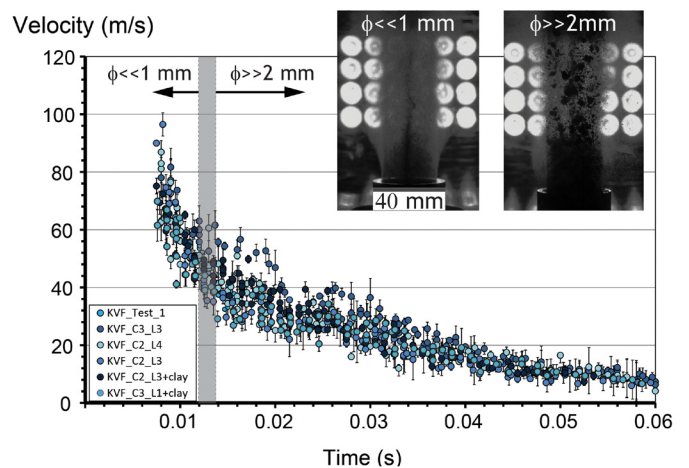 Velocity (m/s)
ϕ<<1 mm
ϕ>>2mm
40 mm
120
100
80
60
40
20
0
ϕ<<1 mm
ϕ>>2 mm
KVF_Test_1
KVF_C3_L3
KVF_C2_L4
KVF_C2_L3
KVF_C2_L3+clay
KVF_C3_L1+clay
0.01 0.02 0.03 0.04 0.05 0.06
Time (s)